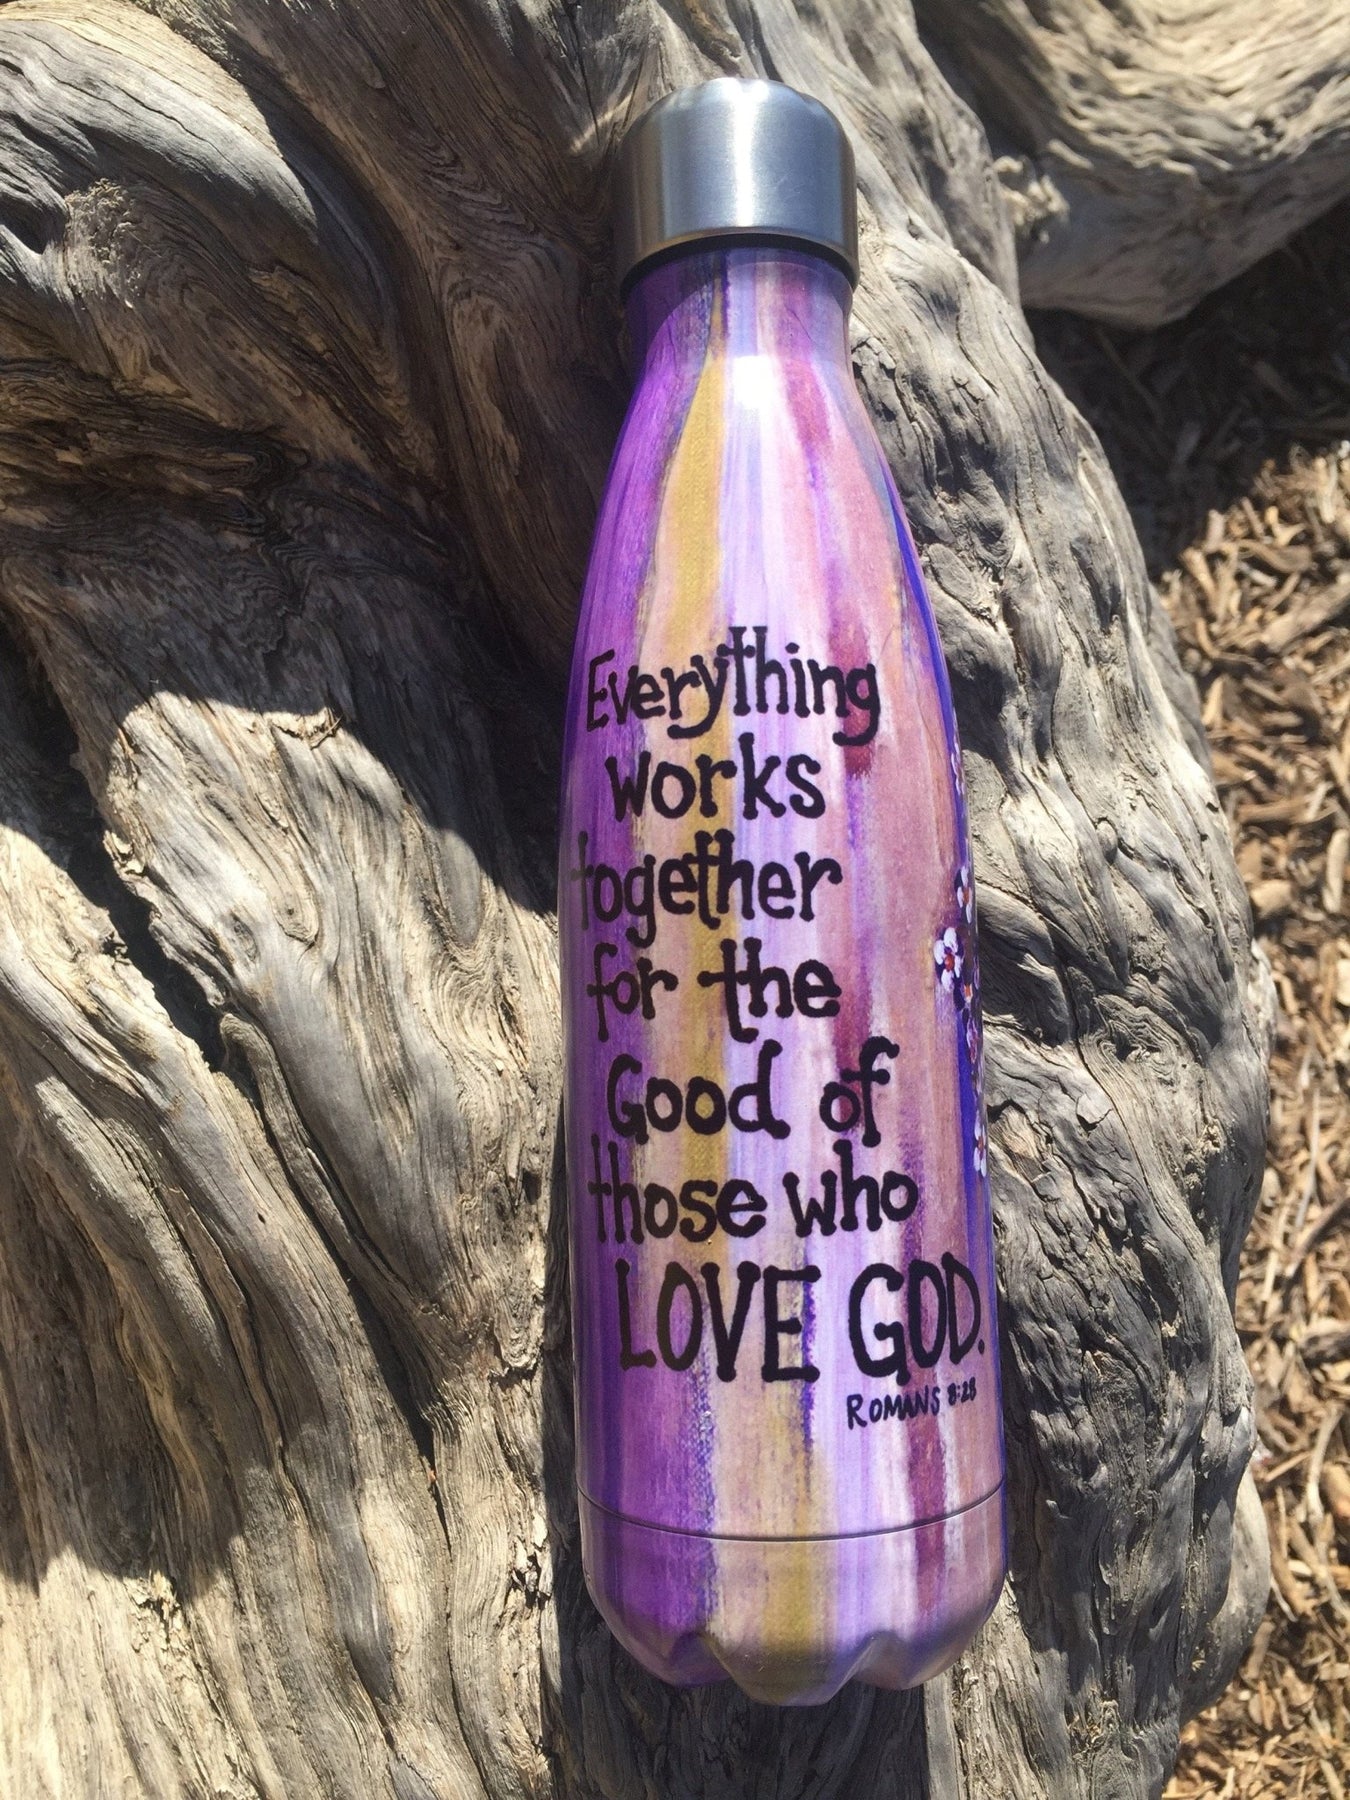 Everything
works
together
for the
Good of
those who
LOVE GOD.
ROMANS 8:28